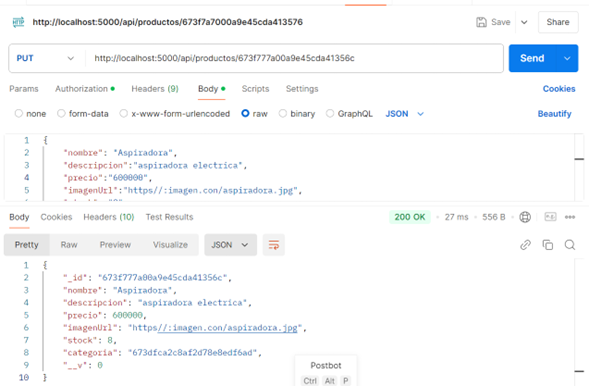 HTTP http://localhost:5000/api/productos/673f7a7000a9e45cda413576 Save Share
PUT http://localhost:5000/api/productos/673f777a00a9e45cda41356c Send
Params Authorization Headers (9) Body Scripts Settings Cookies
none form-data x-www-form-urlencoded raw binary GraphQL JSON Beautify
1 {
2 "nombre": "Aspiradora",
3 "descripcion":"aspiradora electrica",
4 "precio":"600000",
5 "imagenUrl":"https//:imagen.con/aspiradora.jpg",
Body Cookies Headers (10) Test Results 200 OK 27 ms 556 B
Pretty Raw Preview Visualize JSON
1 {
2 "_id": "673f777a00a9e45cda41356c",
3 "nombre": "Aspiradora",
4 "descripcion": "aspiradora electrica",
5 "precio": 600000,
6 "imagenUrl": "https//:imagen.con/aspiradora.jpg",
7 "stock": 8,
8 "categoria": "673dfca2c8af2d78e8edf6ad",
9 "__v": 0
10 }
Postbot
Ctrl Alt P